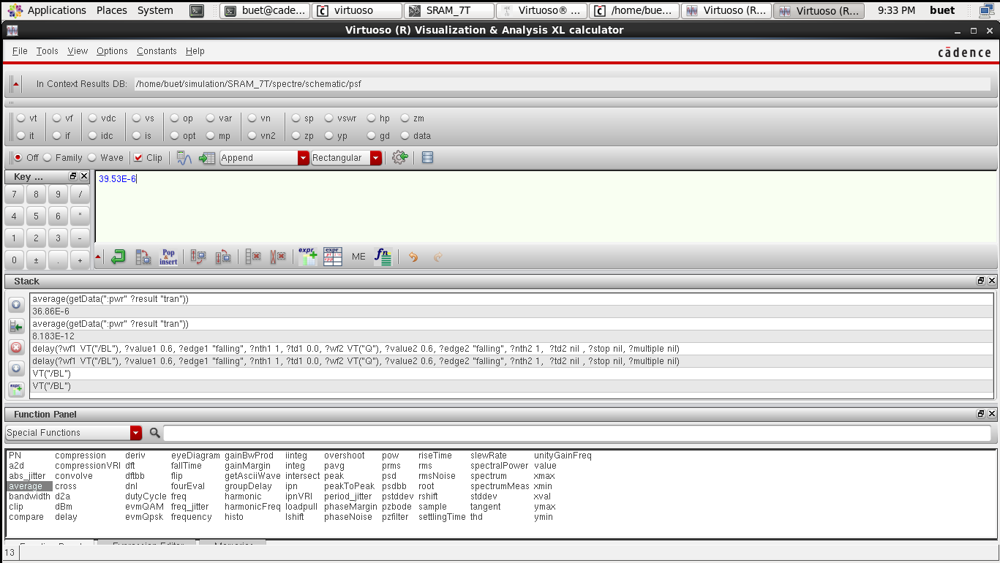 Applications Places System buet@cade... virtuoso SRAM_7T Virtuoso® ... /home/bue... Virtuoso (R... Virtuoso (R... 9:33 PM buet
Virtuoso (R) Visualization & Analysis XL calculator
File Tools View Options Constants Help cādence
In Context Results DB: /home/buet/simulation/SRAM_7T/spectre/schematic/psf
vt vf vdc vs op var vn sp vswr hp zm
it if idc is opt mp vn2 zp yp gd data
Off Family Wave Clip Append Rectangular
Key ...
39.53E-6
7 8 9 /
4 5 6 *
1 2 3 -
0 ± . +
Pop & insert expr expr ME fn
Stack
average(getData(":pwr" ?result "tran"))
36.86E-6
average(getData(":pwr" ?result "tran"))
8.183E-12
delay(?wf1 VT("/BL"), ?value1 0.6, ?edge1 "falling", ?nth1 1, ?td1 0.0, ?wf2 VT("Q"), ?value2 0.6, ?edge2 "falling", ?nth2 1, ?td2 nil , ?stop nil, ?multiple nil)
delay(?wf1 VT("/BL"), ?value1 0.6, ?edge1 "falling", ?nth1 1, ?td1 0.0, ?wf2 VT("Q"), ?value2 0.6, ?edge2 "falling", ?nth2 1, ?td2 nil , ?stop nil, ?multiple nil)
VT("/BL")
VT("/BL")
expr
Function Panel
Special Functions
PN compression deriv eyeDiagram gainBwProd iinteg overshoot pow riseTime slewRate unityGainFreq
a2d compressionVRI dft fallTime gainMargin integ pavg prms rms spectralPower value
abs_jitter convolve dftbb flip getAsciiWave intersect peak psd rmsNoise spectrum xmax
average cross dnl fourEval groupDelay ipn peakToPeak psdbb root spectrumMeas xmin
bandwidth d2a dutyCycle freq harmonic ipnVRI period_jitter pstddev rshift stddev xval
clip dBm evmQAM freq_jitter harmonicFreq loadpull phaseMargin pzbode sample tangent ymax
compare delay evmQpsk frequency histo lshift phaseNoise pzfilter settlingTime thd ymin
13